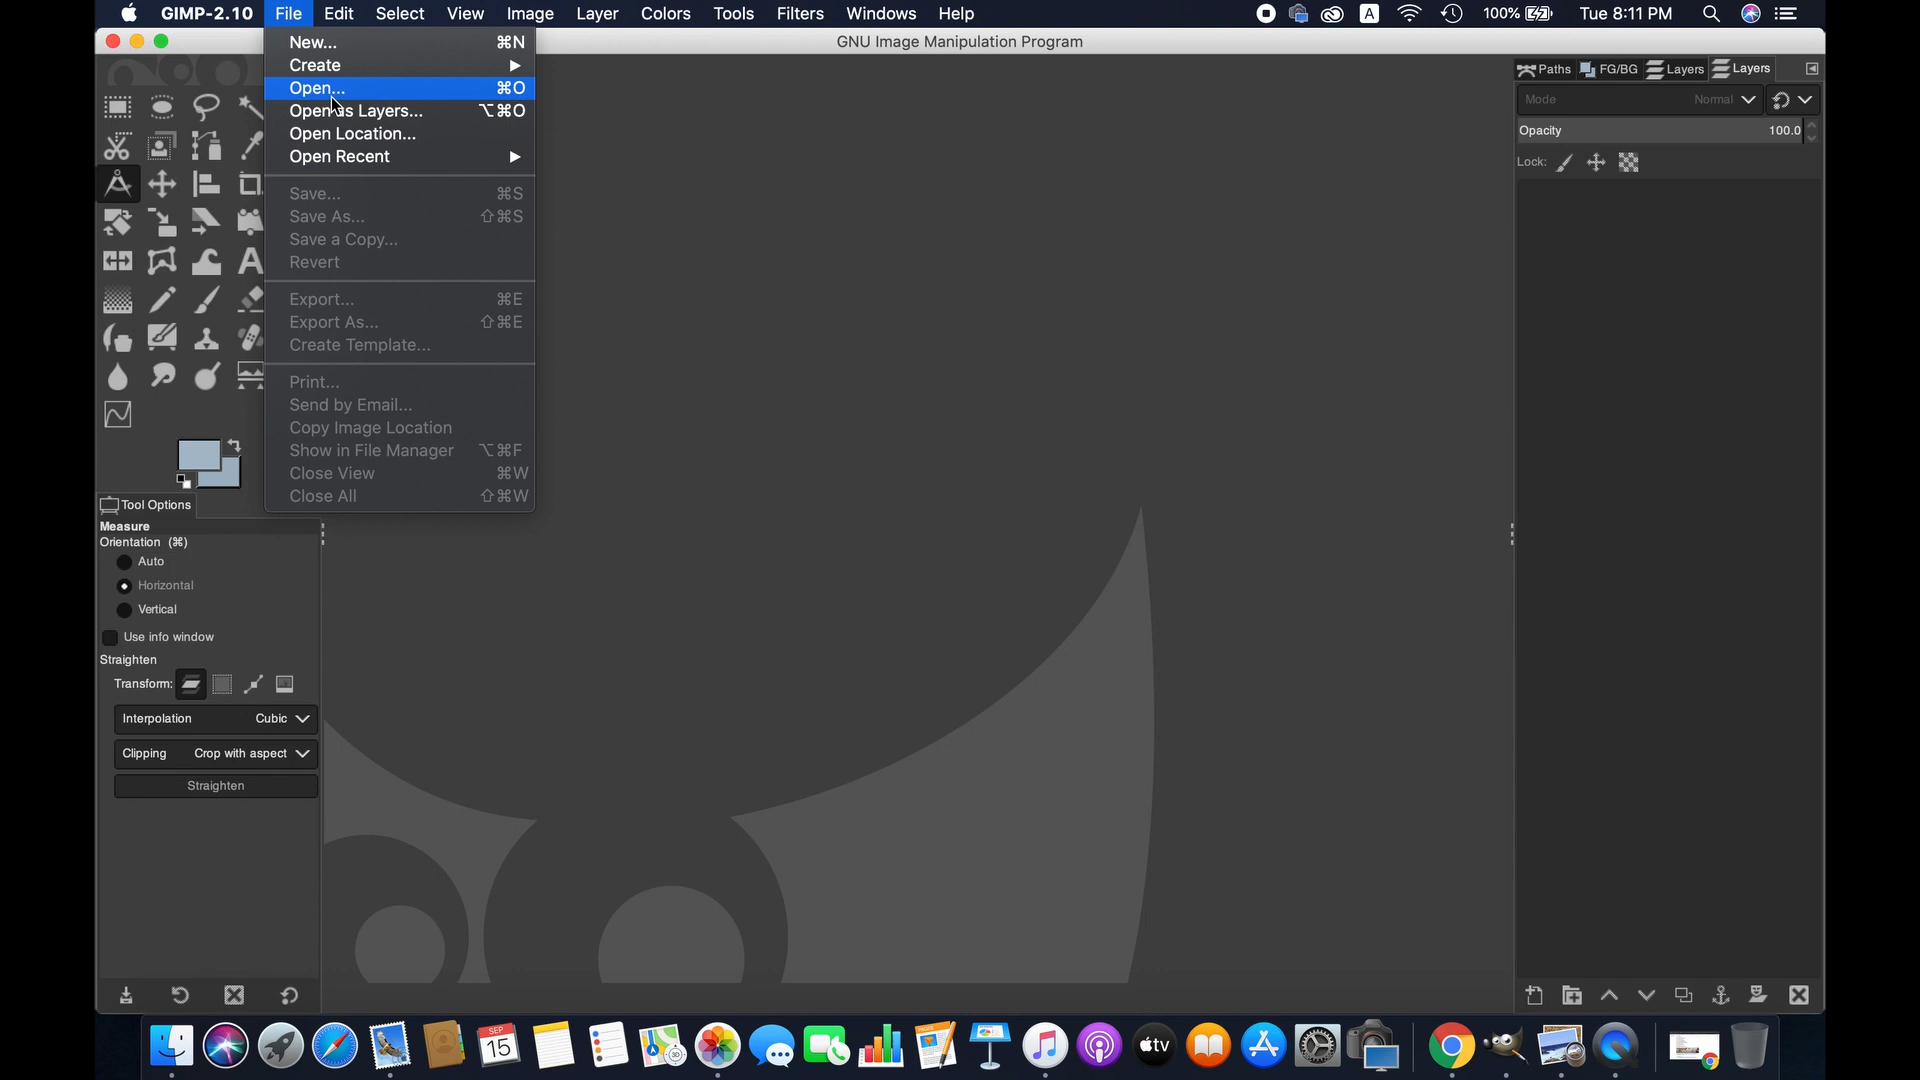 GIMP-2.10 File Edit Select View Image Layer Colors Tools Filters Windows Help A 100% Tue 8:11 PM
GNU Image Manipulation Program
New... ⌘N
Create ▶
Open... ⌘O
Open as Layers... ⌥⌘O
Open Location...
Open Recent ▶
Save... ⌘S
Save As... ⇧⌘S
Save a Copy...
Revert
Export... ⌘E
Export As... ⇧⌘E
Create Template...
Print...
Send by Email...
Copy Image Location
Show in File Manager ⌥⌘F
Close View ⌘W
Close All ⇧⌘W
Tool Options
Measure
Orientation (⌘)
Auto
Horizontal
Vertical
Use info window
Straighten
Transform:
Interpolation Cubic
Clipping Crop with aspect
Straighten
Paths FG/BG Layers Layers
Mode Normal
Opacity 100.0
Lock:
SEP
15
3D
tv